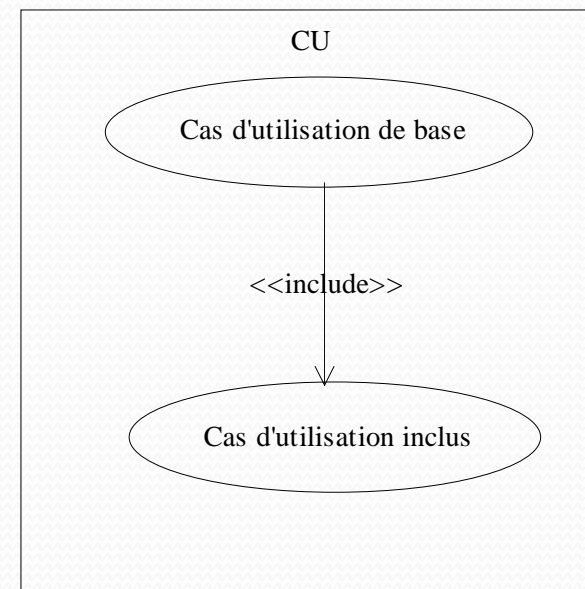 CU
Cas d'utilisation de base
<<include>>
Cas d'utilisation inclus